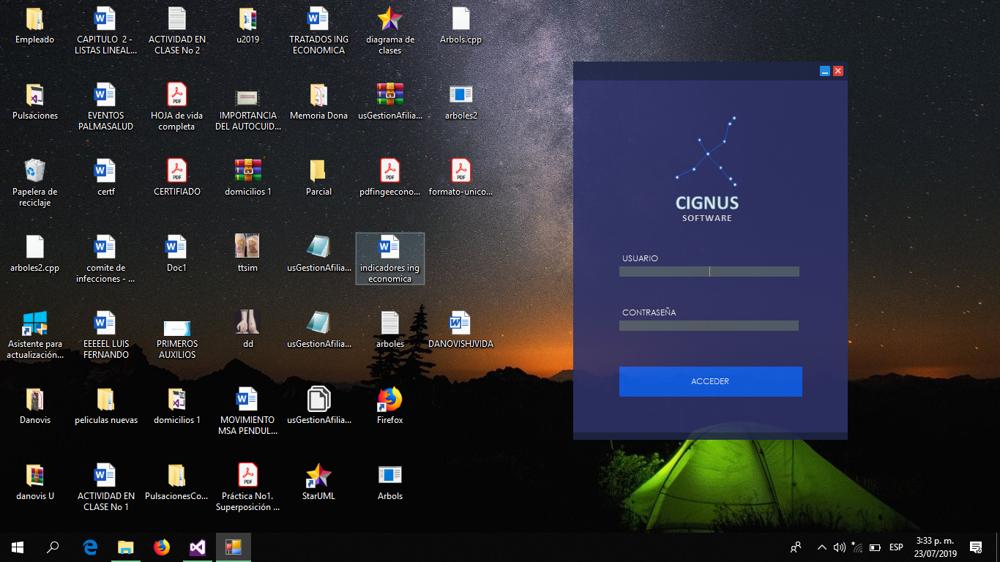 Empleado
CAPITULO 2 -
LISTAS LINEAL...
ACTIVIDAD EN
CLASE No 2
u2019
TRATADOS ING
ECONOMICA
diagrama de
clases
Arbols.cpp
Pulsaciones
EVENTOS
PALMASALUD
HOJA de vida
completa
IMPORTANCIA
DEL AUTOCUID...
Memoria Dona
usGestionAfilia...
arboles2
Papelera de
reciclaje
certf
CERTIFIADO
domicilios 1
Parcial
pdfingeecono...
formato-unico...
arboles2.cpp
comite de
infecciones - ...
Doc1
ttsim
usGestionAfilia...
indicadores ing
economica
Asistente para
actualización...
EEEEEL LUIS
FERNANDO
PRIMEROS
AUXILIOS
dd
usGestionAfilia...
arboles
DANOVISHJVIDA
Danovis
peliculas nuevas
domicilios 1
MOVIMIENTO
MSA PENDUL...
usGestionAfilia...
Firefox
danovis U
ACTIVIDAD EN
CLASE No 1
PulsacionesCo...
Práctica No1.
Superposición ...
StarUML
Arbols
CIGNUS
SOFTWARE
USUARIO
CONTRASEÑA
ACCEDER
ESP
3:33 p. m.
23/07/2019